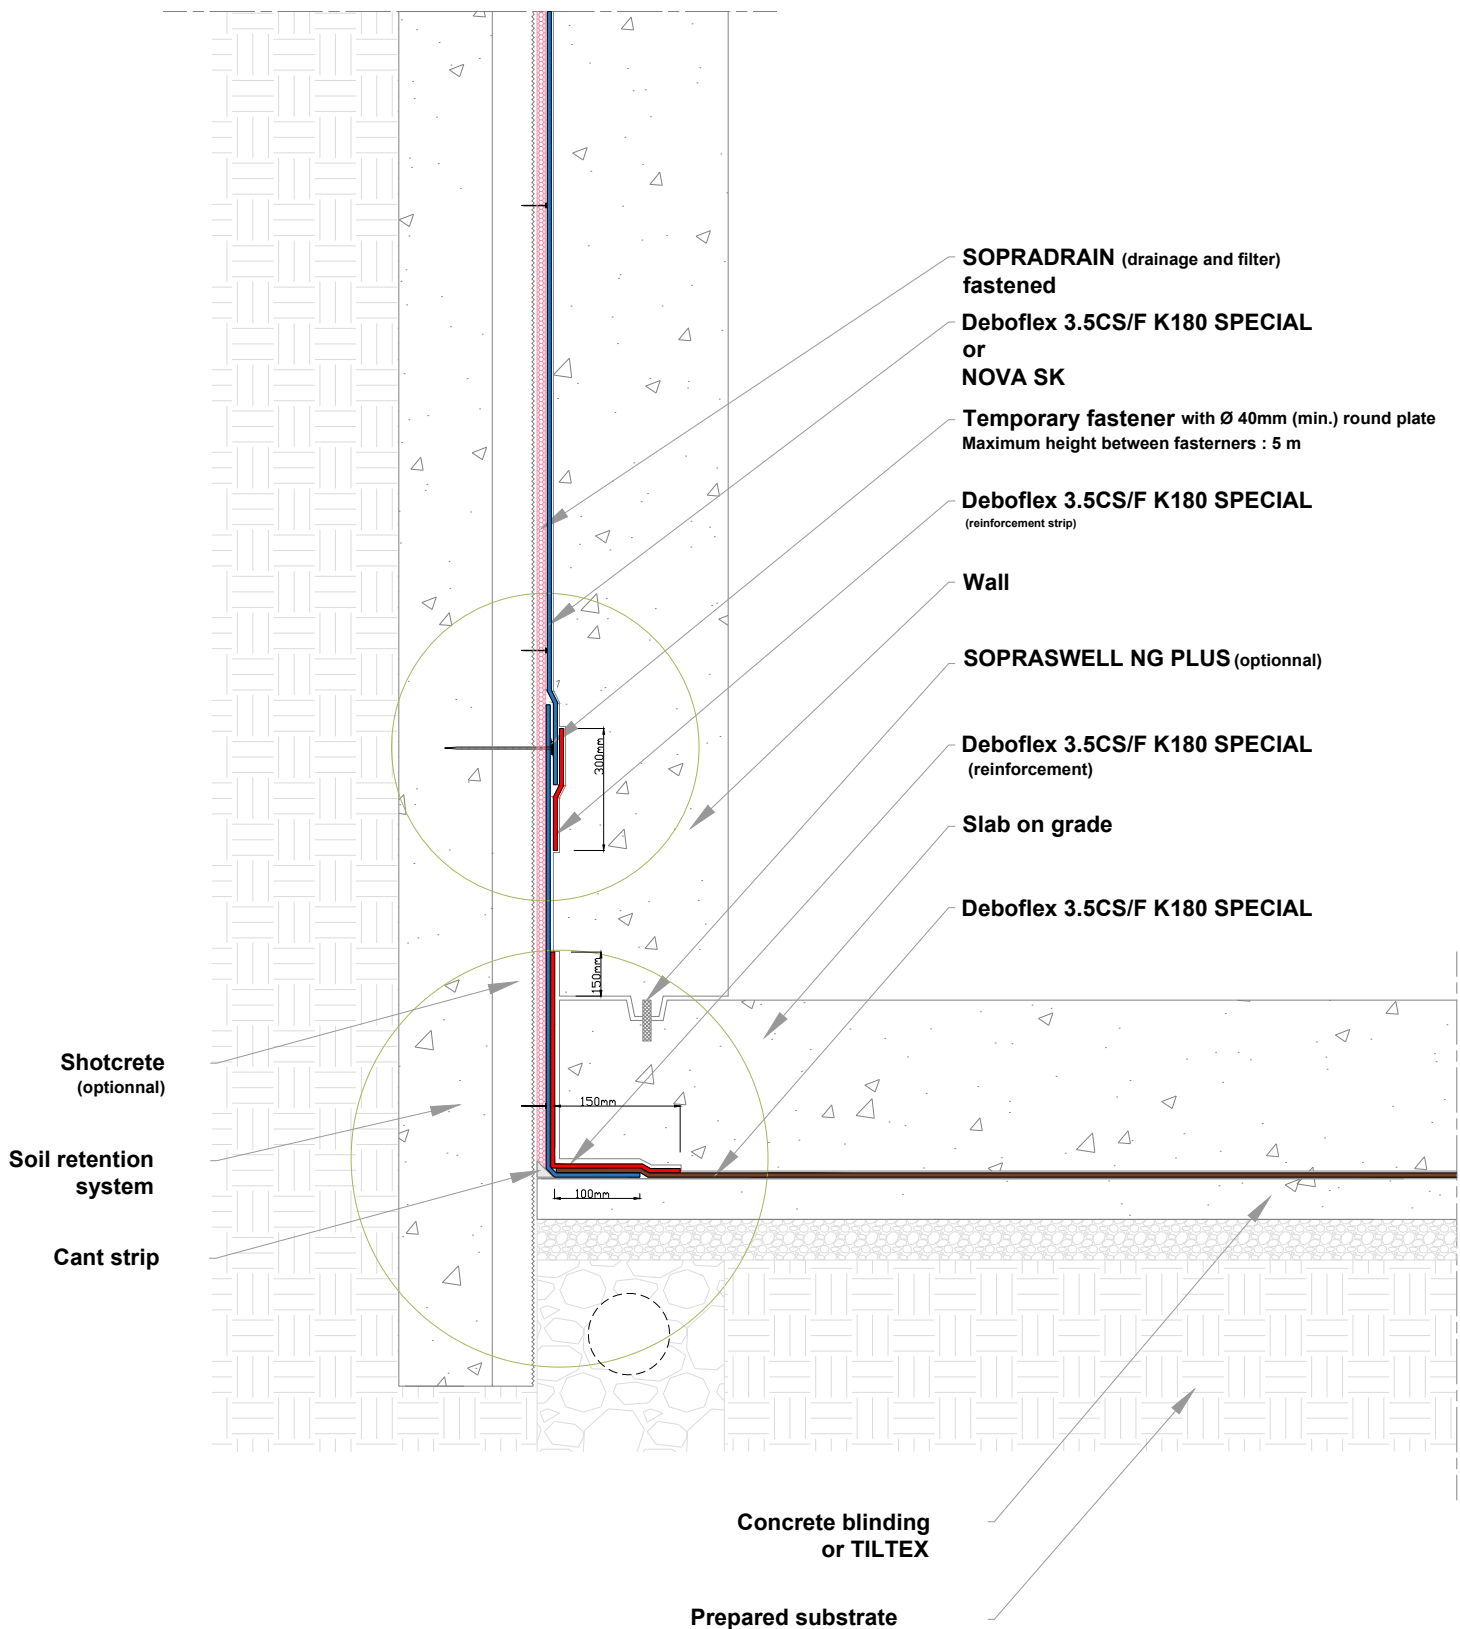 SOPRADRAIN (drainage and filter)
fastened
Deboflex 3.5CS/F K180 SPECIAL
or
NOVA SK
Temporary fastener with Ø 40mm (min.) round plate
Maximum height between fasterners : 5 m
Deboflex 3.5CS/F K180 SPECIAL
(reinforcement strip)
Wall
SOPRASWELL NG PLUS (optionnal)
Deboflex 3.5CS/F K180 SPECIAL
(reinforcement)
Slab on grade
Deboflex 3.5CS/F K180 SPECIAL
300mm
150mm
150mm
100mm
Shotcrete
(optionnal)
Soil retention
system
Cant strip
Concrete blinding
or TILTEX
Prepared substrate